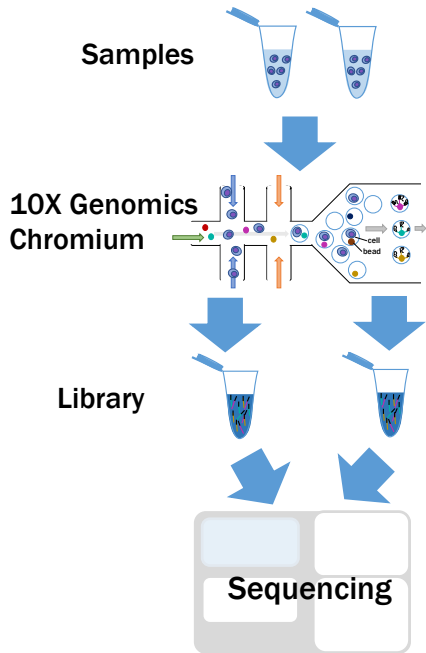 Samples
10X Genomics
Chromium
cell
bead
Library
Sequencing